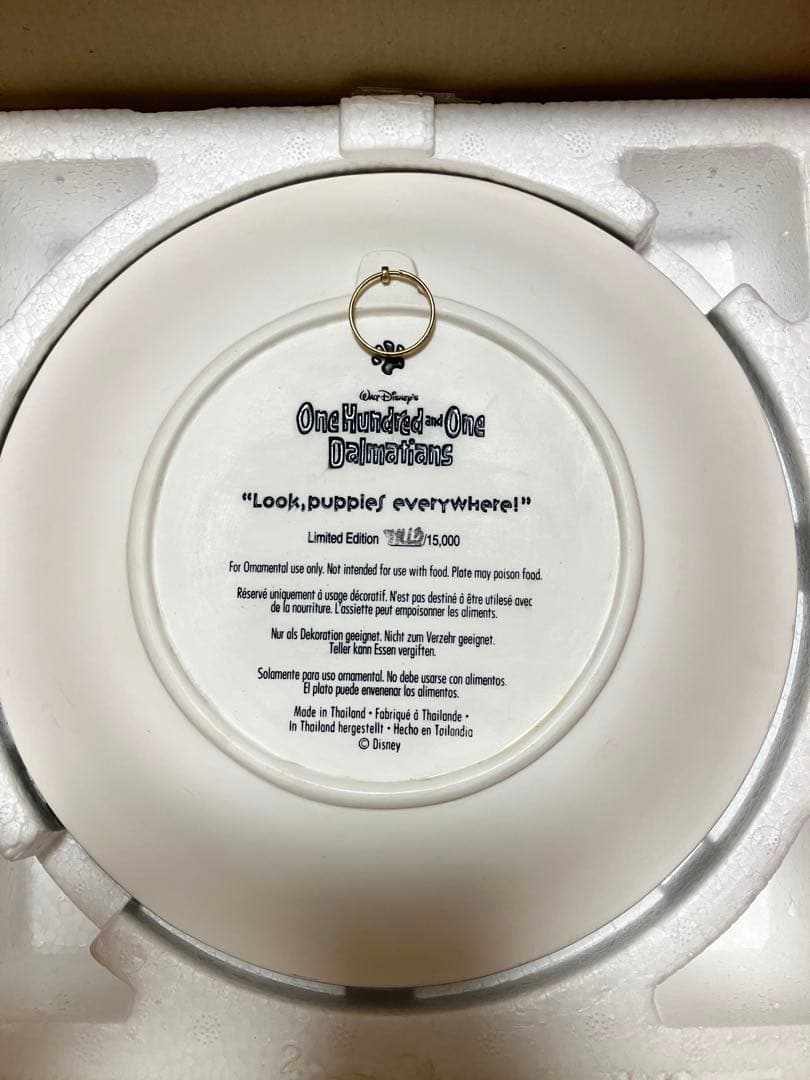 Walt Disney's
One Hundred and One
Dalmatians
"Look, puppies everywhere!"
Limited Edition /15,000
For Ornamental use only. Not intended for use with food. Plate may poison food.
Réservé uniquement à usage décoratif. N'est pas destiné à être utilesé avec
de la nourriture. L'assiette peut empoisonner les aliments.
Nur als Dekoration geeignet. Nicht zum Verzehr geeignet.
Teller kann Essen vergiften.
Solamente para uso ornamental. No debe usarse con alimentos.
El plato puede envenenar los alimentos.
Made in Thailand • Fabriqué à Thaïlande •
In Thailand hergestellt • Hecho en Tailandia
© Disney